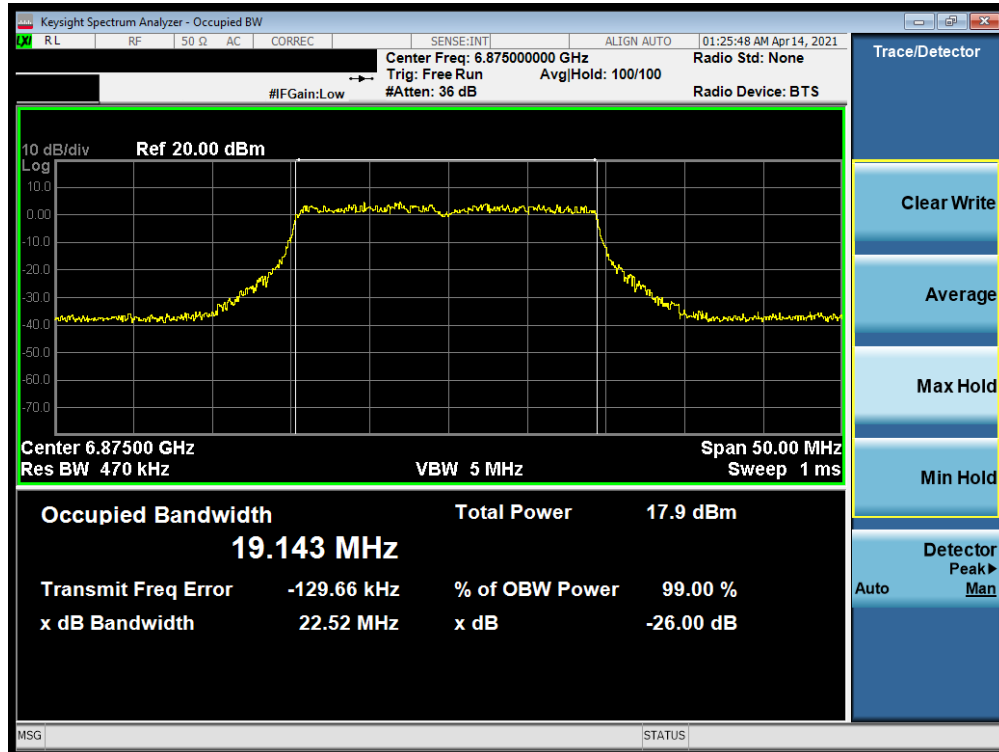 Keysight Spectrum Analyzer - Occupied BW
LXI RL RF 50 Ω AC CORREC SENSE:INT ALIGN AUTO 01:25:48 AM Apr 14, 2021
Center Freq: 6.875000000 GHz Radio Std: None
Trig: Free Run Avg|Hold: 100/100
#IFGain:Low #Atten: 36 dB Radio Device: BTS
10 dB/div Ref 20.00 dBm
Log
10.0
0.00
-10.0
-20.0
-30.0
-40.0
-50.0
-60.0
-70.0
Center 6.87500 GHz Span 50.00 MHz
Res BW 470 kHz VBW 5 MHz Sweep 1 ms
Occupied Bandwidth Total Power 17.9 dBm
19.143 MHz
Transmit Freq Error -129.66 kHz % of OBW Power 99.00 %
x dB Bandwidth 22.52 MHz x dB -26.00 dB
MSG STATUS
Trace/Detector
Clear Write
Average
Max Hold
Min Hold
Detector
Peak▶
Auto Man